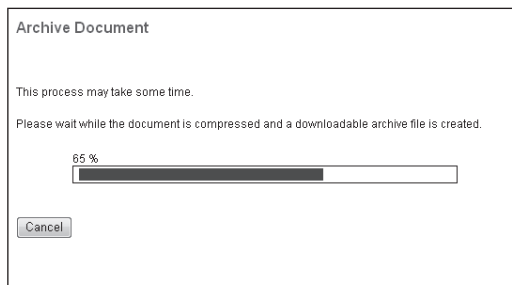 Archive Document
This process may take some time.
Please wait while the document is compressed and a downloadable archive file is created.
65 %
Cancel